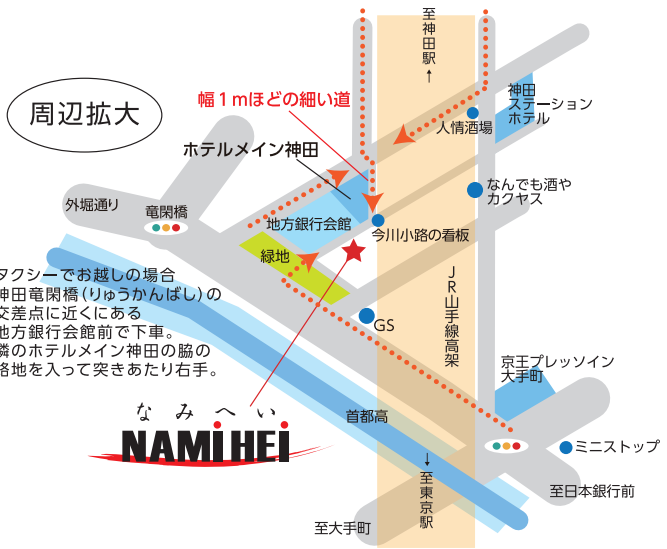 至神田駅
↑
神田
ステーション
ホテル
周辺拡大
幅1mほどの細い道
人情酒場
ホテルメイン神田
なんでも酒や
カクヤス
外堀通り
竜閑橋
地方銀行会館
今川小路の看板
緑地
タクシーでお越しの場合
神田竜閑橋(りゅうかんばし)の
交差点に近くにある
地方銀行会館前で下車。
隣のホテルメイン神田の脇の
路地を入って突きあたり右手。
JR山手線高架
GS
京王プレッソイン
大手町
なみへい
NAMIHEI
首都高
ミニストップ
↓
至東京駅
至日本銀行前
至大手町